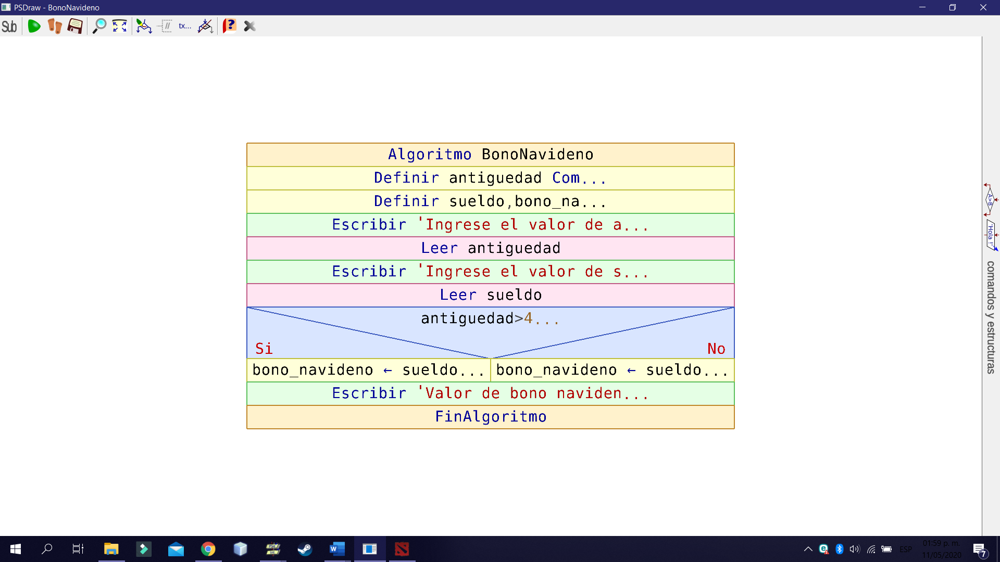 PSDraw - BonoNavideno
Sub
tx...
Algoritmo BonoNavideno
Definir antiguedad Com...
Definir sueldo,bono_na...
Escribir 'Ingrese el valor de a...
Leer antiguedad
Escribir 'Ingrese el valor de s...
Leer sueldo
antiguedad>4...
Si
No
bono_navideno ← sueldo...
bono_navideno ← sueldo...
Escribir 'Valor de bono naviden...
FinAlgoritmo
A>B
'Hola !'
comandos y estructuras
ESP
01:59 p. m.
11/05/2020
7